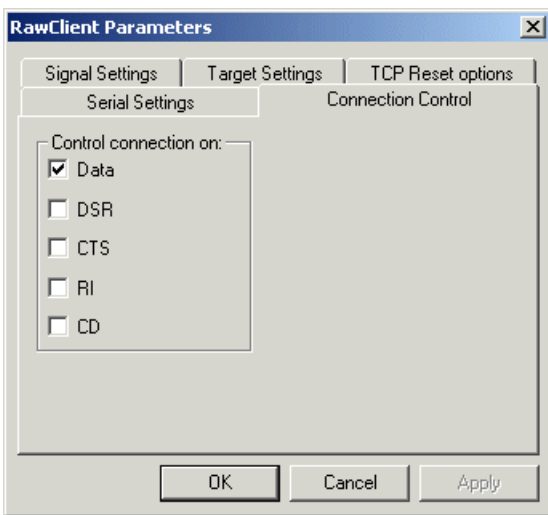 RawClient Parameters
Signal Settings Target Settings TCP Reset options
Serial Settings Connection Control
Control connection on:
Data
DSR
CTS
RI
CD
OK Cancel Apply